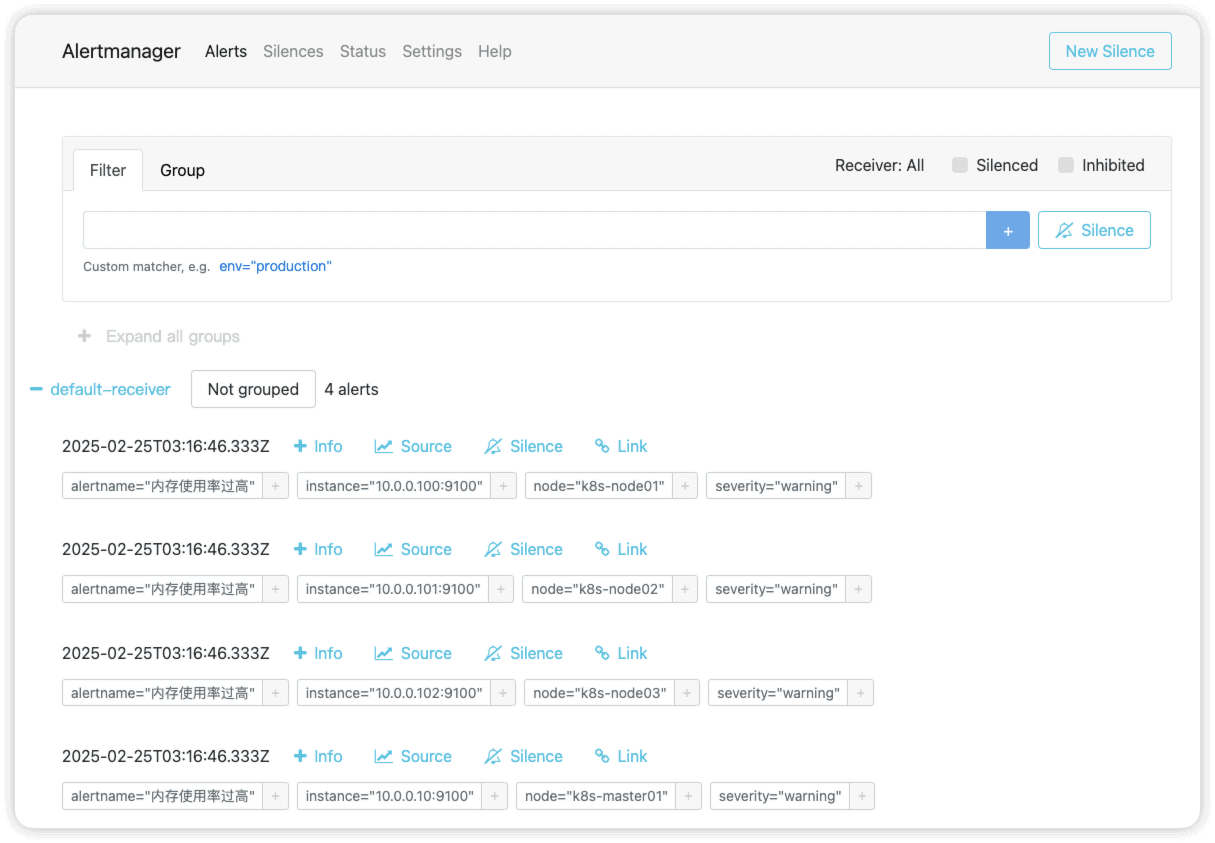 Alertmanager Alerts Silences Status Settings Help New Silence
Filter Group Receiver: All Silenced Inhibited
+ Silence
Custom matcher, e.g. env="production"
+ Expand all groups
− default-receiver Not grouped 4 alerts
2025-02-25T03:16:46.333Z + Info Source Silence Link
alertname="内存使用率过高" + instance="10.0.0.100:9100" + node="k8s-node01" + severity="warning" +
2025-02-25T03:16:46.333Z + Info Source Silence Link
alertname="内存使用率过高" + instance="10.0.0.101:9100" + node="k8s-node02" + severity="warning" +
2025-02-25T03:16:46.333Z + Info Source Silence Link
alertname="内存使用率过高" + instance="10.0.0.102:9100" + node="k8s-node03" + severity="warning" +
2025-02-25T03:16:46.333Z + Info Source Silence Link
alertname="内存使用率过高" + instance="10.0.0.10:9100" + node="k8s-master01" + severity="warning" +